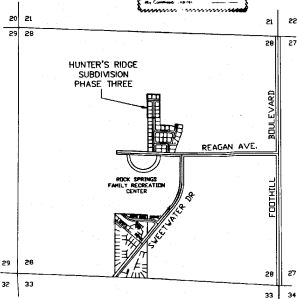 20 21
21 22
29 28
28 27
HUNTER'S RIDGE
SUBDIVISION
PHASE THREE
BOULEVARD
REAGAN AVE.
ROCK SPRINGS
FAMILY RECREATION
CENTER
FOOTHILL
SWEETWATER DR
29 28
28 27
32 33
33 34